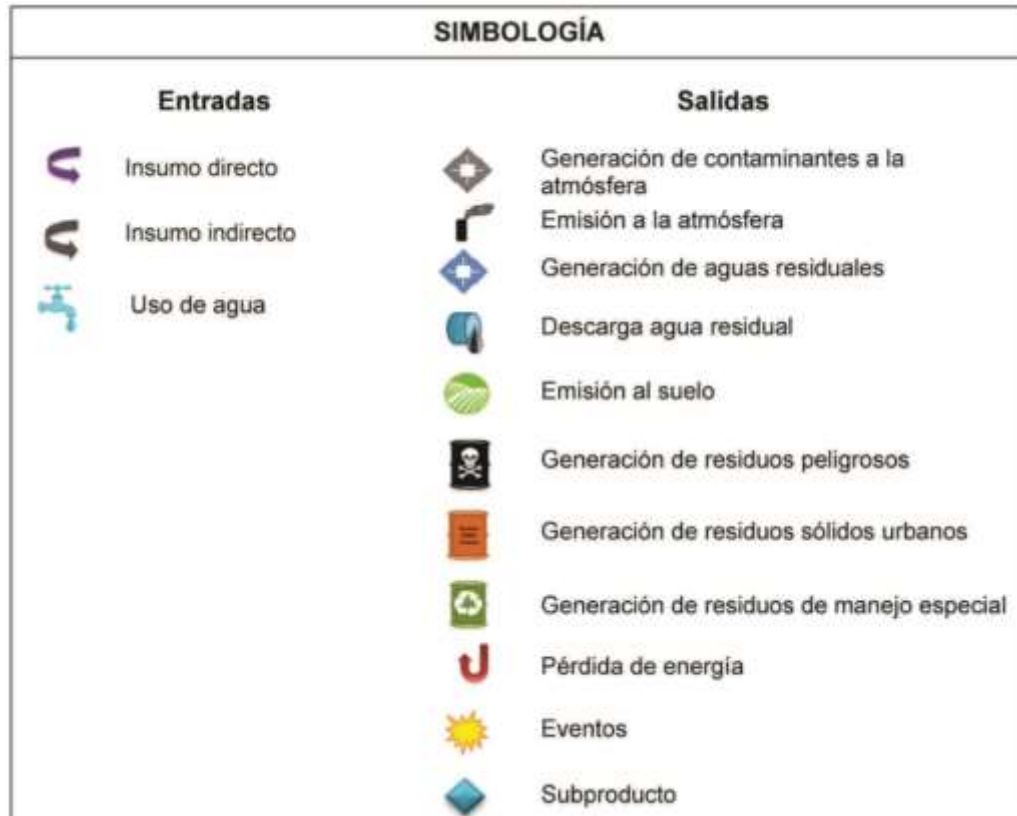 SIMBOLOGÍA
Entradas
Insumo directo
Insumo indirecto
Uso de agua
Salidas
Generación de contaminantes a la
atmósfera
Emisión a la atmósfera
Generación de aguas residuales
Descarga agua residual
Emisión al suelo
Generación de residuos peligrosos
Generación de residuos sólidos urbanos
Generación de residuos de manejo especial
Pérdida de energía
Eventos
Subproducto